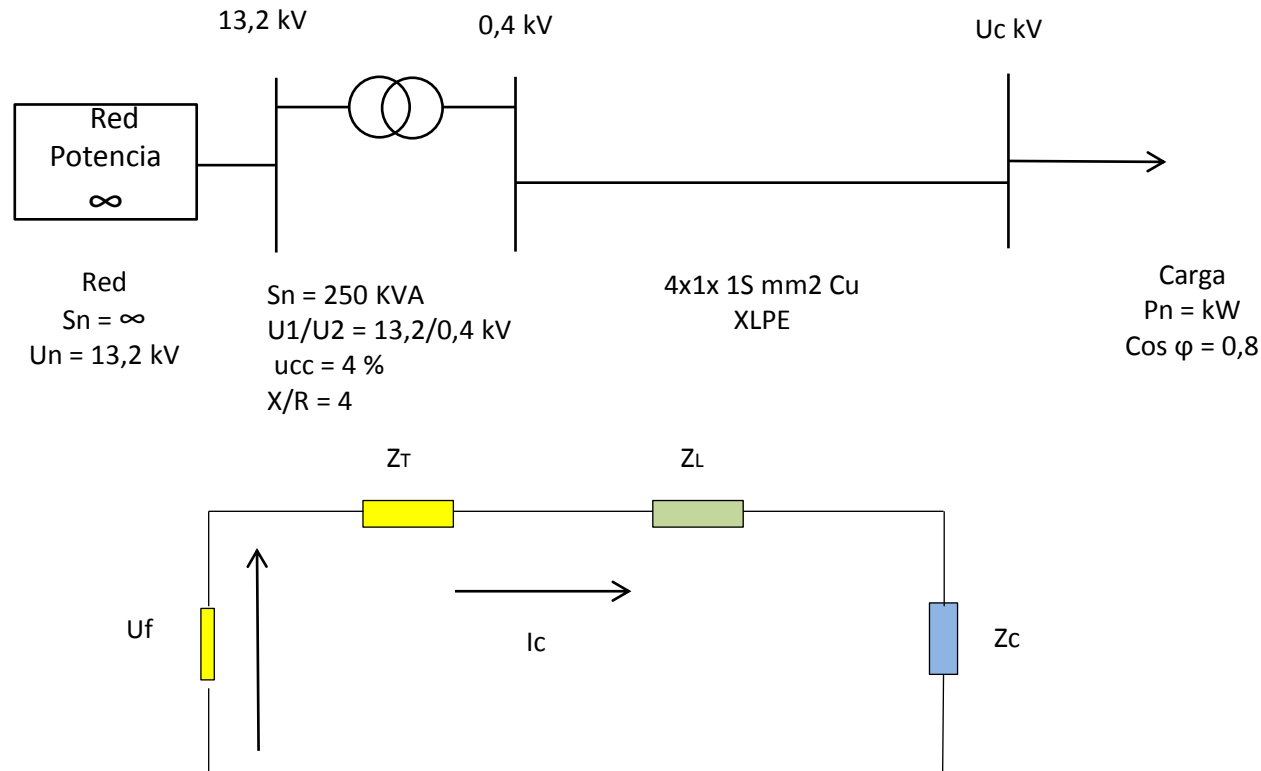 13,2 kV
0,4 kV
Uc kV
Red
Potencia
∞
Red
Sn = ∞
Un = 13,2 kV
Sn = 250 KVA
U1/U2 = 13,2/0,4 kV
ucc = 4 %
X/R = 4
4x1x 1S mm2 Cu
XLPE
Carga
Pn = kW
Cos φ = 0,8
ZT
ZL
Uf
Ic
Zc